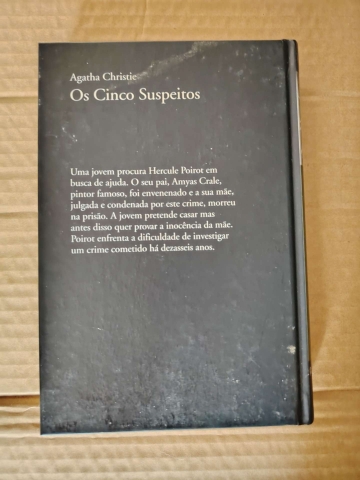 Agatha Christie
Os Cinco Suspeitos
Uma jovem procura Hercule Poirot em
busca de ajuda. O seu pai, Amyas Crale,
pintor famoso, foi envenenado e a sua mãe,
julgada e condenada por este crime, morreu
na prisão. A jovem pretende casar mas
antes disso quer provar a inocência da mãe.
Poirot enfrenta a dificuldade de investigar
um crime cometido há dezasseis anos.